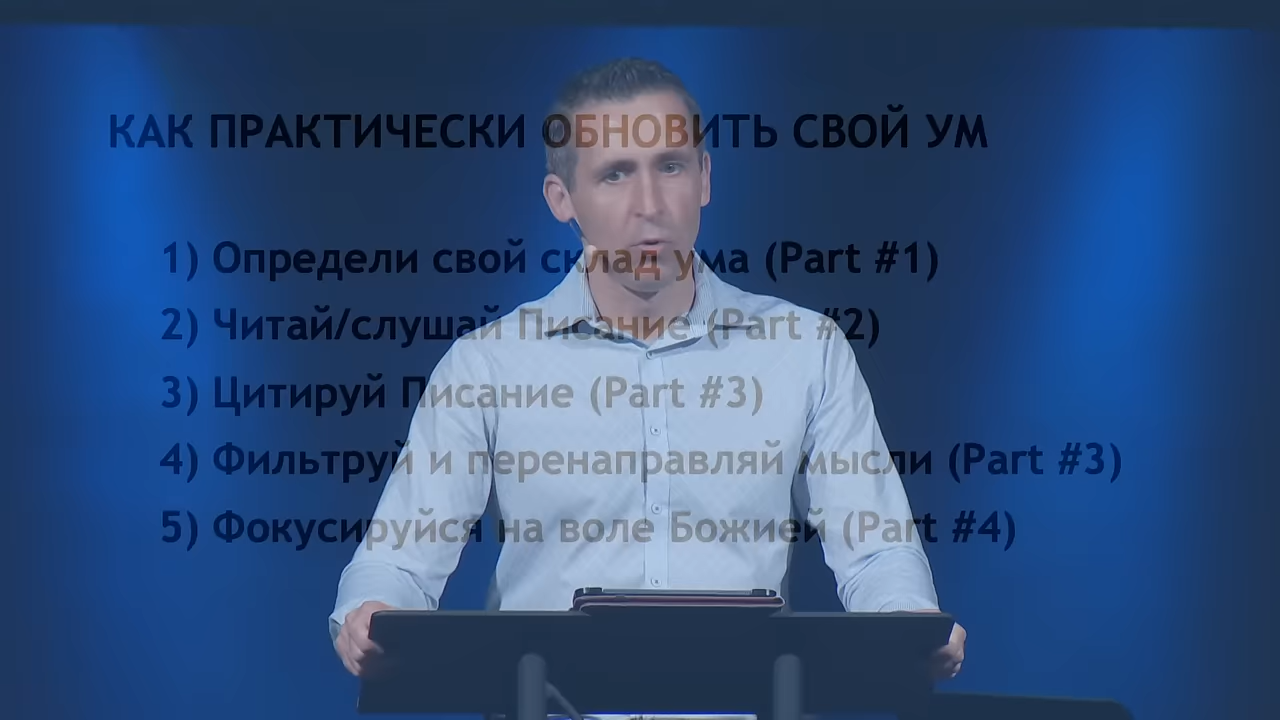 КАК ПРАКТИЧЕСКИ ОБНОВИТЬ СВОЙ УМ
1) Определи свой склад ума (Part #1)
2) Читай/слушай Писание (Part #2)
3) Цитируй Писание (Part #3)
4) Фильтруй и перенаправляй мысли (Part #3)
5) Фокусируйся на воле Божией (Part #4)